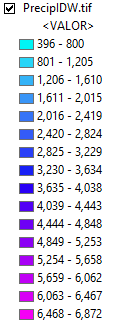 PrecipIDW.tif
<VALOR>
396 - 800
801 - 1,205
1,206 - 1,610
1,611 - 2,015
2,016 - 2,419
2,420 - 2,824
2,825 - 3,229
3,230 - 3,634
3,635 - 4,038
4,039 - 4,443
4,444 - 4,848
4,849 - 5,253
5,254 - 5,658
5,659 - 6,062
6,063 - 6,467
6,468 - 6,872